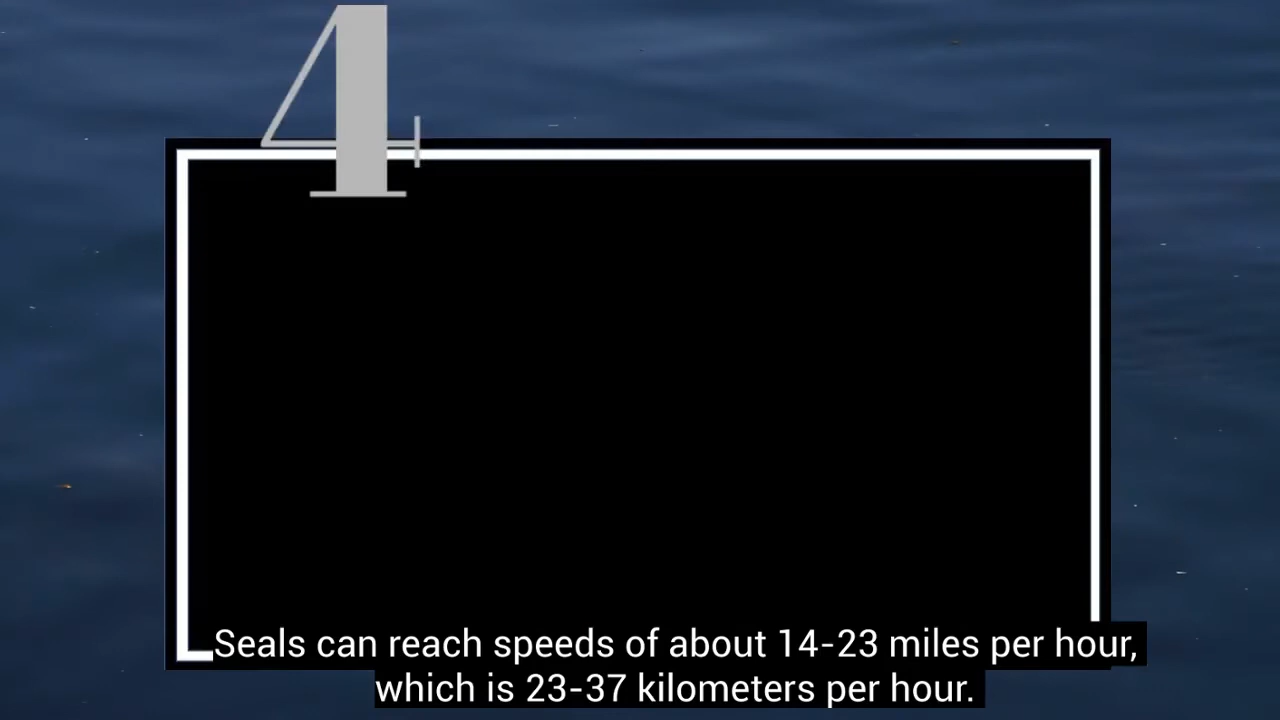 4
Seals can reach speeds of about 14-23 miles per hour,
which is 23-37 kilometers per hour.